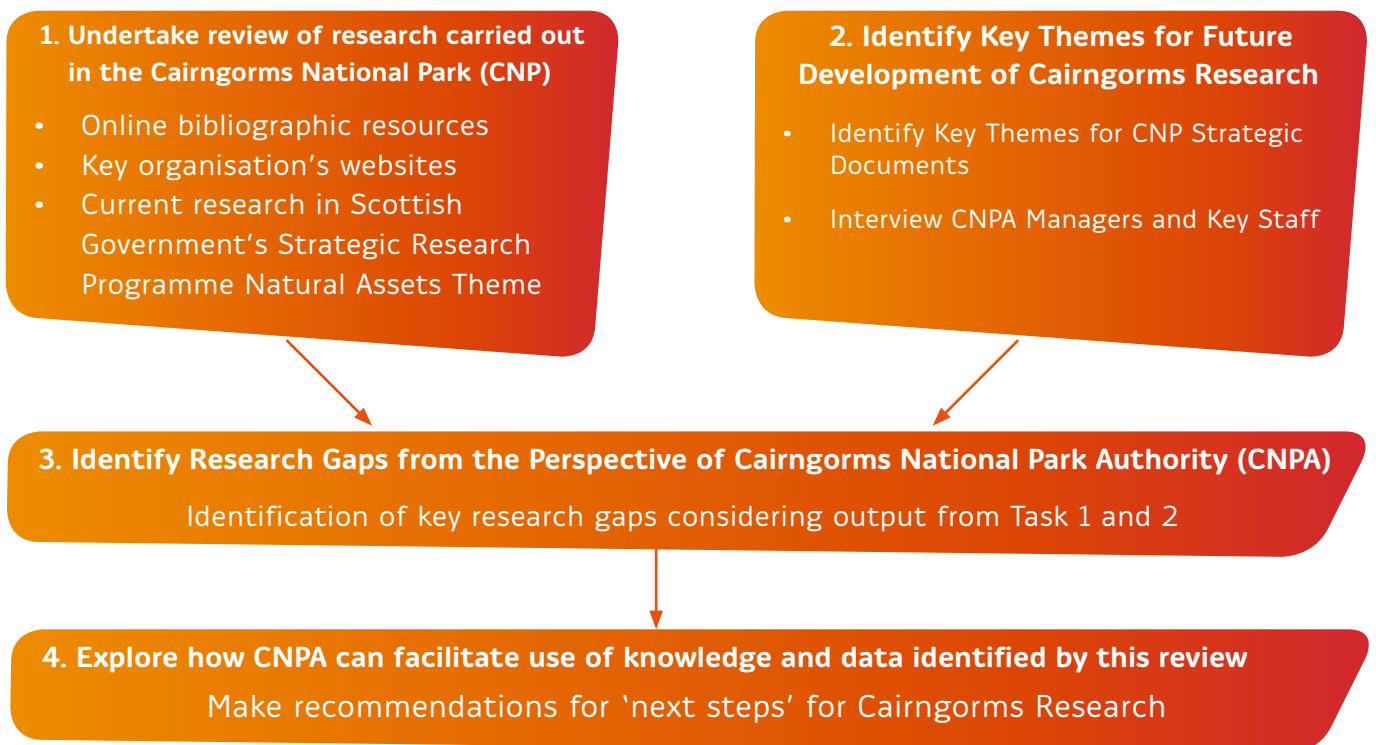 1. Undertake review of research carried out
in the Cairngorms National Park (CNP)
• Online bibliographic resources
• Key organisation's websites
• Current research in Scottish
Government's Strategic Research
Programme Natural Assets Theme
2. Identify Key Themes for Future
Development of Cairngorms Research
• Identify Key Themes for CNP Strategic
Documents
• Interview CNPA Managers and Key Staff
3. Identify Research Gaps from the Perspective of Cairngorms National Park Authority (CNPA)
Identification of key research gaps considering output from Task 1 and 2
4. Explore how CNPA can facilitate use of knowledge and data identified by this review
Make recommendations for 'next steps' for Cairngorms Research